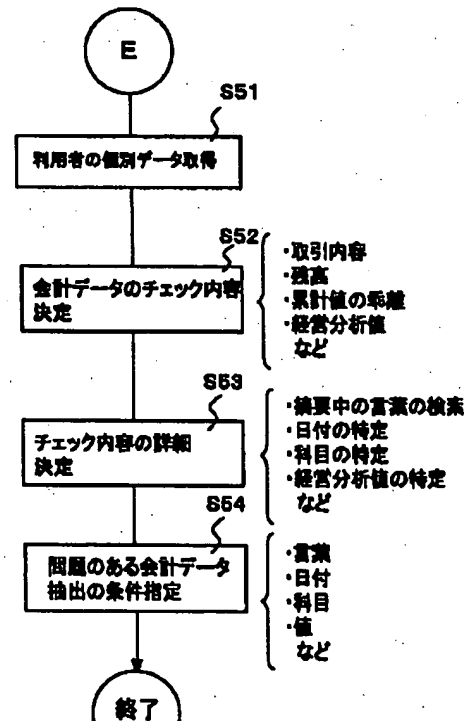 E
S51
利用者の個別データ取得
S52
会計データのチェック内容
決定
・取引内容
・残高
・累計値の乖離
・経営分析値
など
S53
チェック内容の詳細
決定
・摘要中の言葉の検索
・日付の特定
・科目の特定
・経営分析値の特定
など
S54
問題のある会計データ
抽出の条件指定
・言葉
・日付
・科目
・値
など
終了